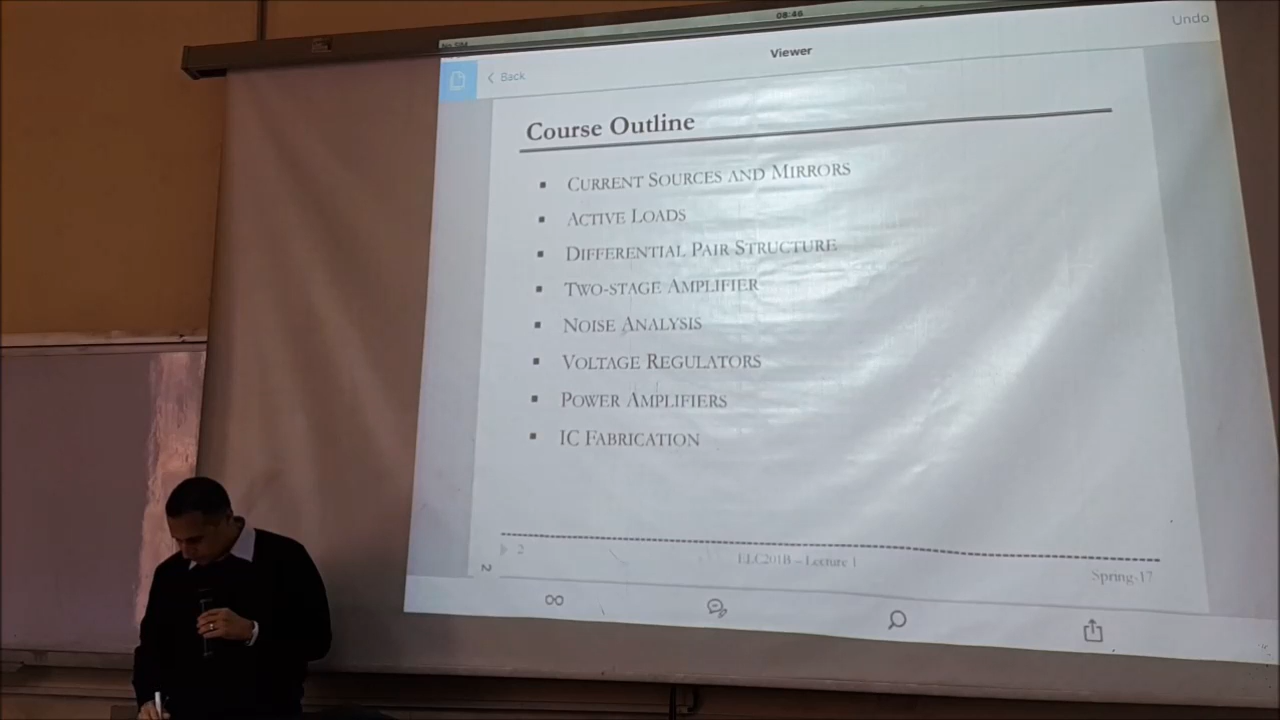 08:46
Undo
Viewer
Back
Course Outline
CURRENT SOURCES AND MIRRORS
ACTIVE LOADS
DIFFERENTIAL PAIR STRUCTURE
TWO-STAGE AMPLIFIER
NOISE ANALYSIS
VOLTAGE REGULATORS
POWER AMPLIFIERS
IC FABRICATION
2
ELC201B – Lecture 1
Spring-17
2